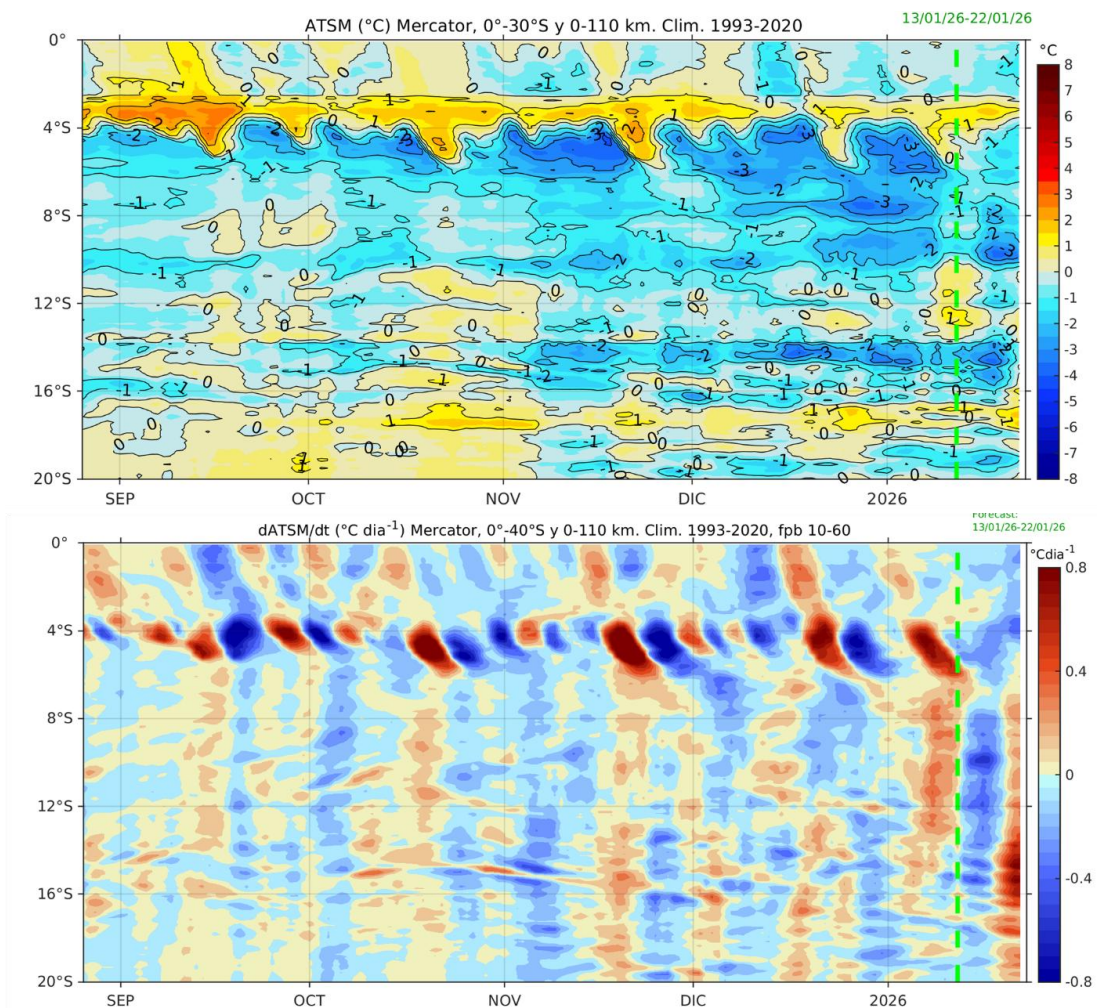 ATSM (°C) Mercator, 0°-30°S y 0-110 km. Clim. 1993-2020
13/01/26-22/01/26
°C
0°
4°S
8°S
12°S
16°S
20°S
SEP OCT NOV DIC 2026
8
7
6
5
4
3
2
1
0
-1
-2
-3
-4
-5
-6
-7
-8
dATSM/dt (°C dia-1) Mercator, 0°-40°S y 0-110 km. Clim. 1993-2020, fpb 10-60
Forecast:
13/01/26-22/01/26
°Cdia-1
0°
4°S
8°S
12°S
16°S
20°S
SEP OCT NOV DIC 2026
0.8
0.4
0
-0.4
-0.8